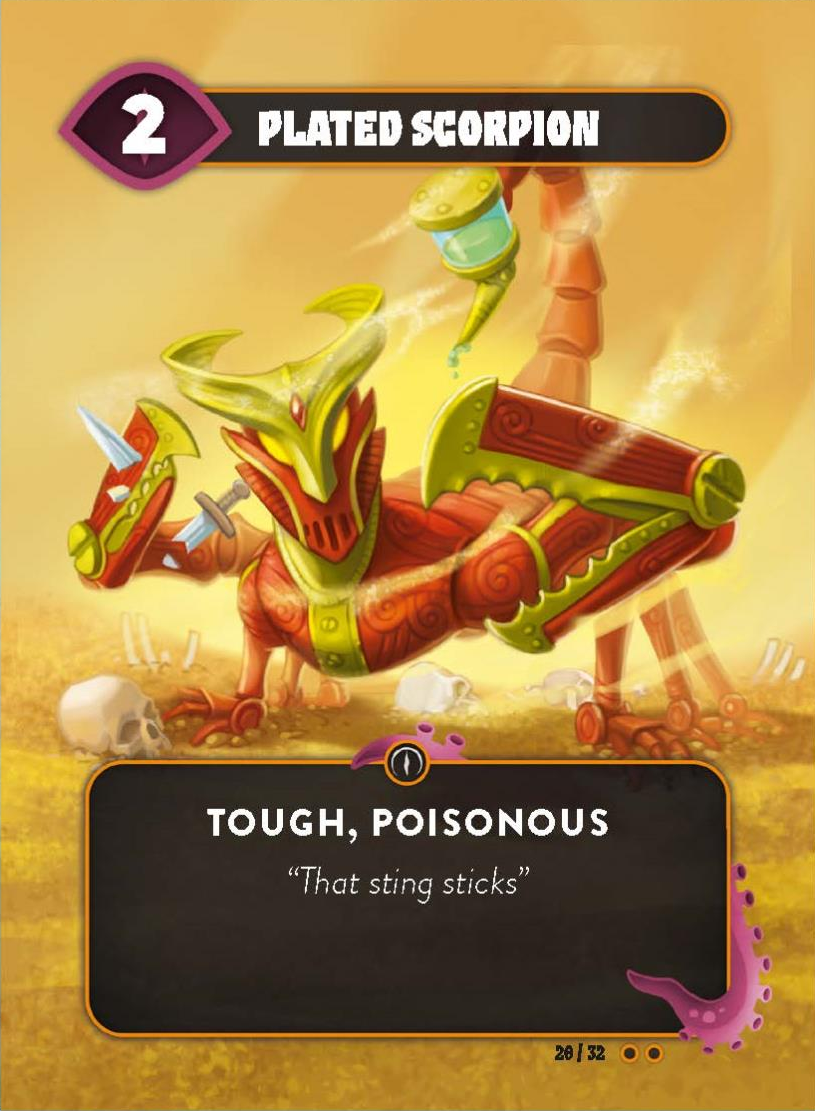 2
PLATED SCORPION
TOUGH, POISONOUS
“That sting sticks”
20 / 32